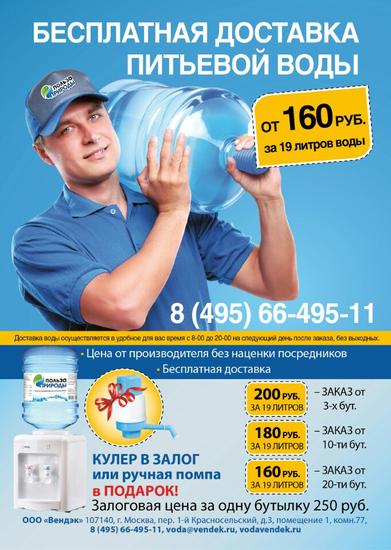 БЕСПЛАТНАЯ ДОСТАВКА
ПИТЬЕВОЙ ВОДЫ
польза
ПРИРОДЫ
ОТ 160 РУБ.
за 19 литров воды
8 (495) 66-495-11
Доставка воды осуществляется в удобное для вас время с 8-00 до 20-00 на следующий день после заказа, без выходных.
• Цена от производителя без наценки посредников
• Бесплатная доставка
польза
ПРИРОДЫ
200 РУБ.
ЗА 19 ЛИТРОВ
– ЗАКАЗ от
3-х бут.
180 РУБ.
ЗА 19 ЛИТРОВ
– ЗАКАЗ от
10-ти бут.
160 РУБ.
ЗА 19 ЛИТРОВ
– ЗАКАЗ от
20-ти бут.
КУЛЕР В ЗАЛОГ
или ручная помпа
в ПОДАРОК!
Залоговая цена за одну бутылку 250 руб.
ООО «Вендэк» 107140, г. Москва, пер. 1-й Красносельский, д.3, помещение 1, комн.77,
8 (495) 66-495-11, voda@vendek.ru, vodavendek.ru